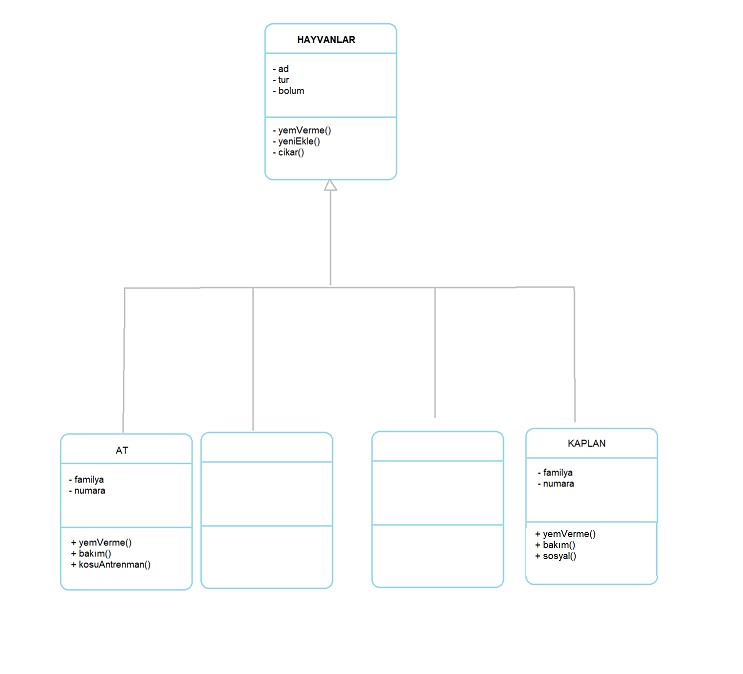 HAYVANLAR
- ad
- tur
- bolum
- yemVerme()
- yeniEkle()
- cikar()
AT
- familya
- numara
+ yemVerme()
+ bakım()
+ kosuAntrenman()
KAPLAN
- familya
- numara
+ yemVerme()
+ bakım()
+ sosyal()